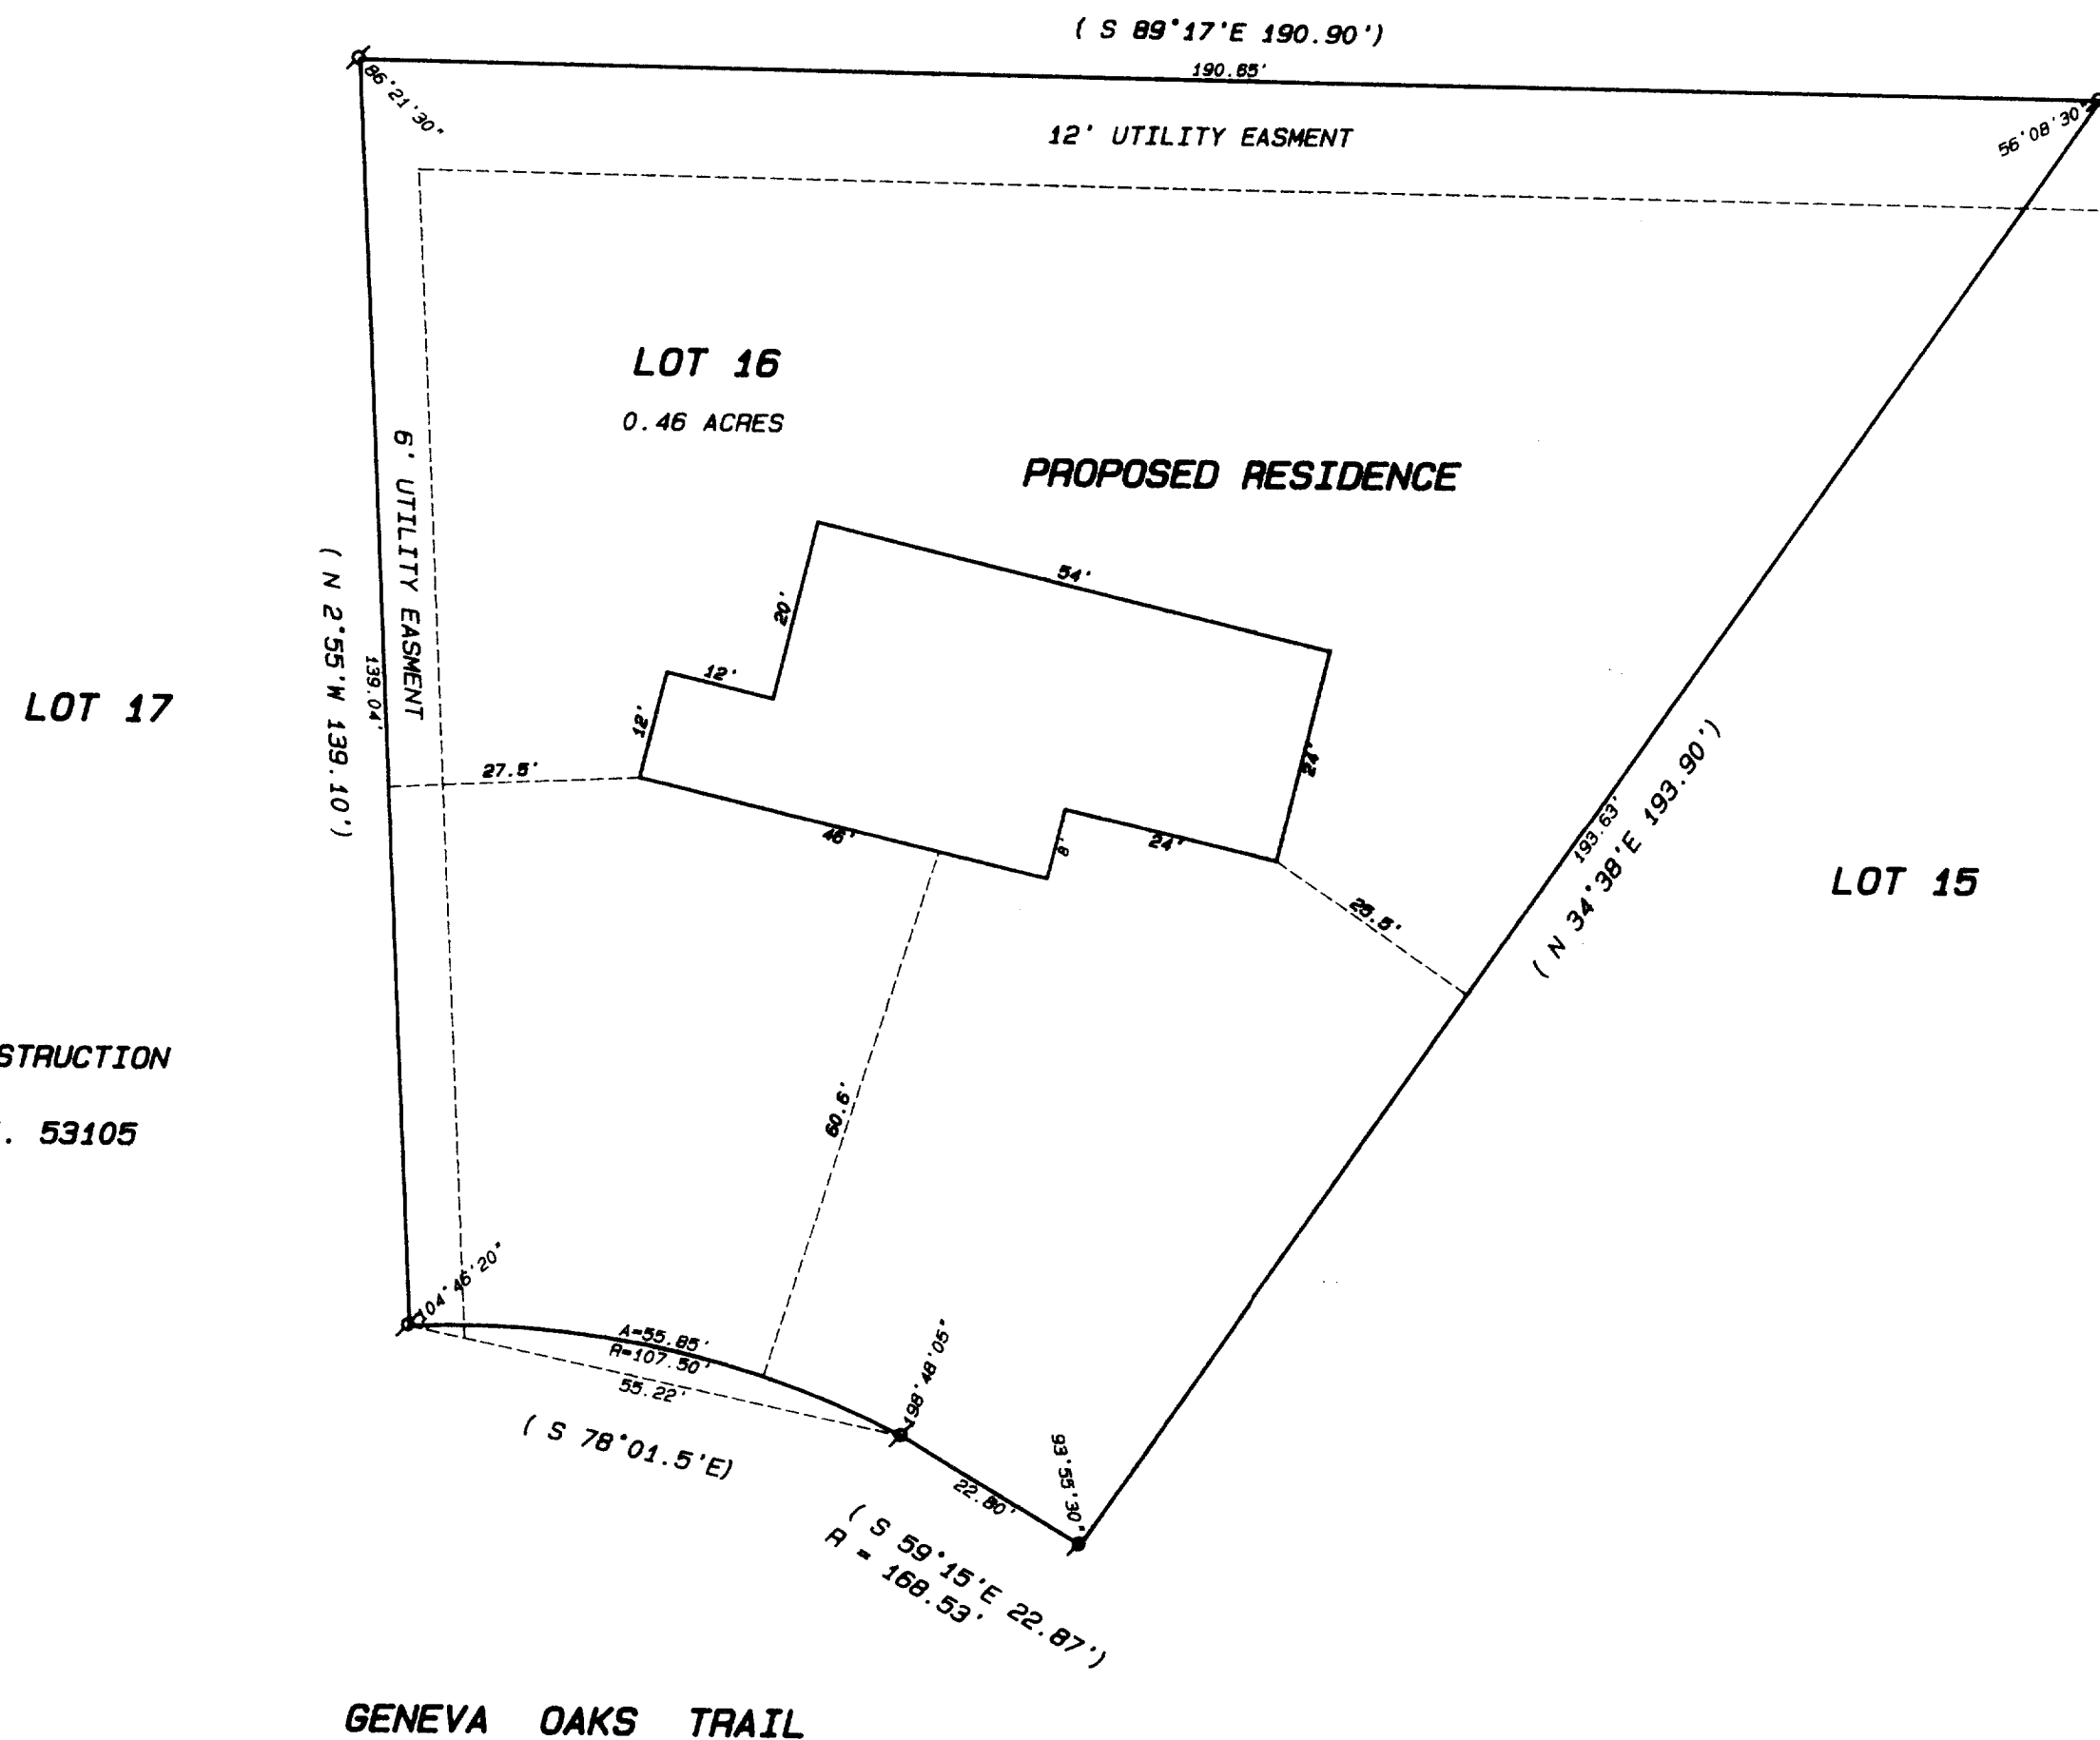 ( S 89°17'E 190.90')
190.65'
86°21'30"
56°08'30"
12' UTILITY EASMENT
LOT 16
0.46 ACRES
PROPOSED RESIDENCE
6' UTILITY EASMENT
( N 2°55'W 139.10')
139.04'
54'
20'
12'
12'
27.5'
46'
8'
24'
24'
LOT 17
LOT 15
193.63'
( N 34°38'E 193.90')
60.6'
STRUCTION
. 53105
104°46'20"
A=55.85'
R=107.50'
55.22'
( S 78°01.5'E)
198°48'05"
93°55'30"
22.80'
( S 59°15'E 22.87')
R = 168.53'
GENEVA OAKS TRAIL